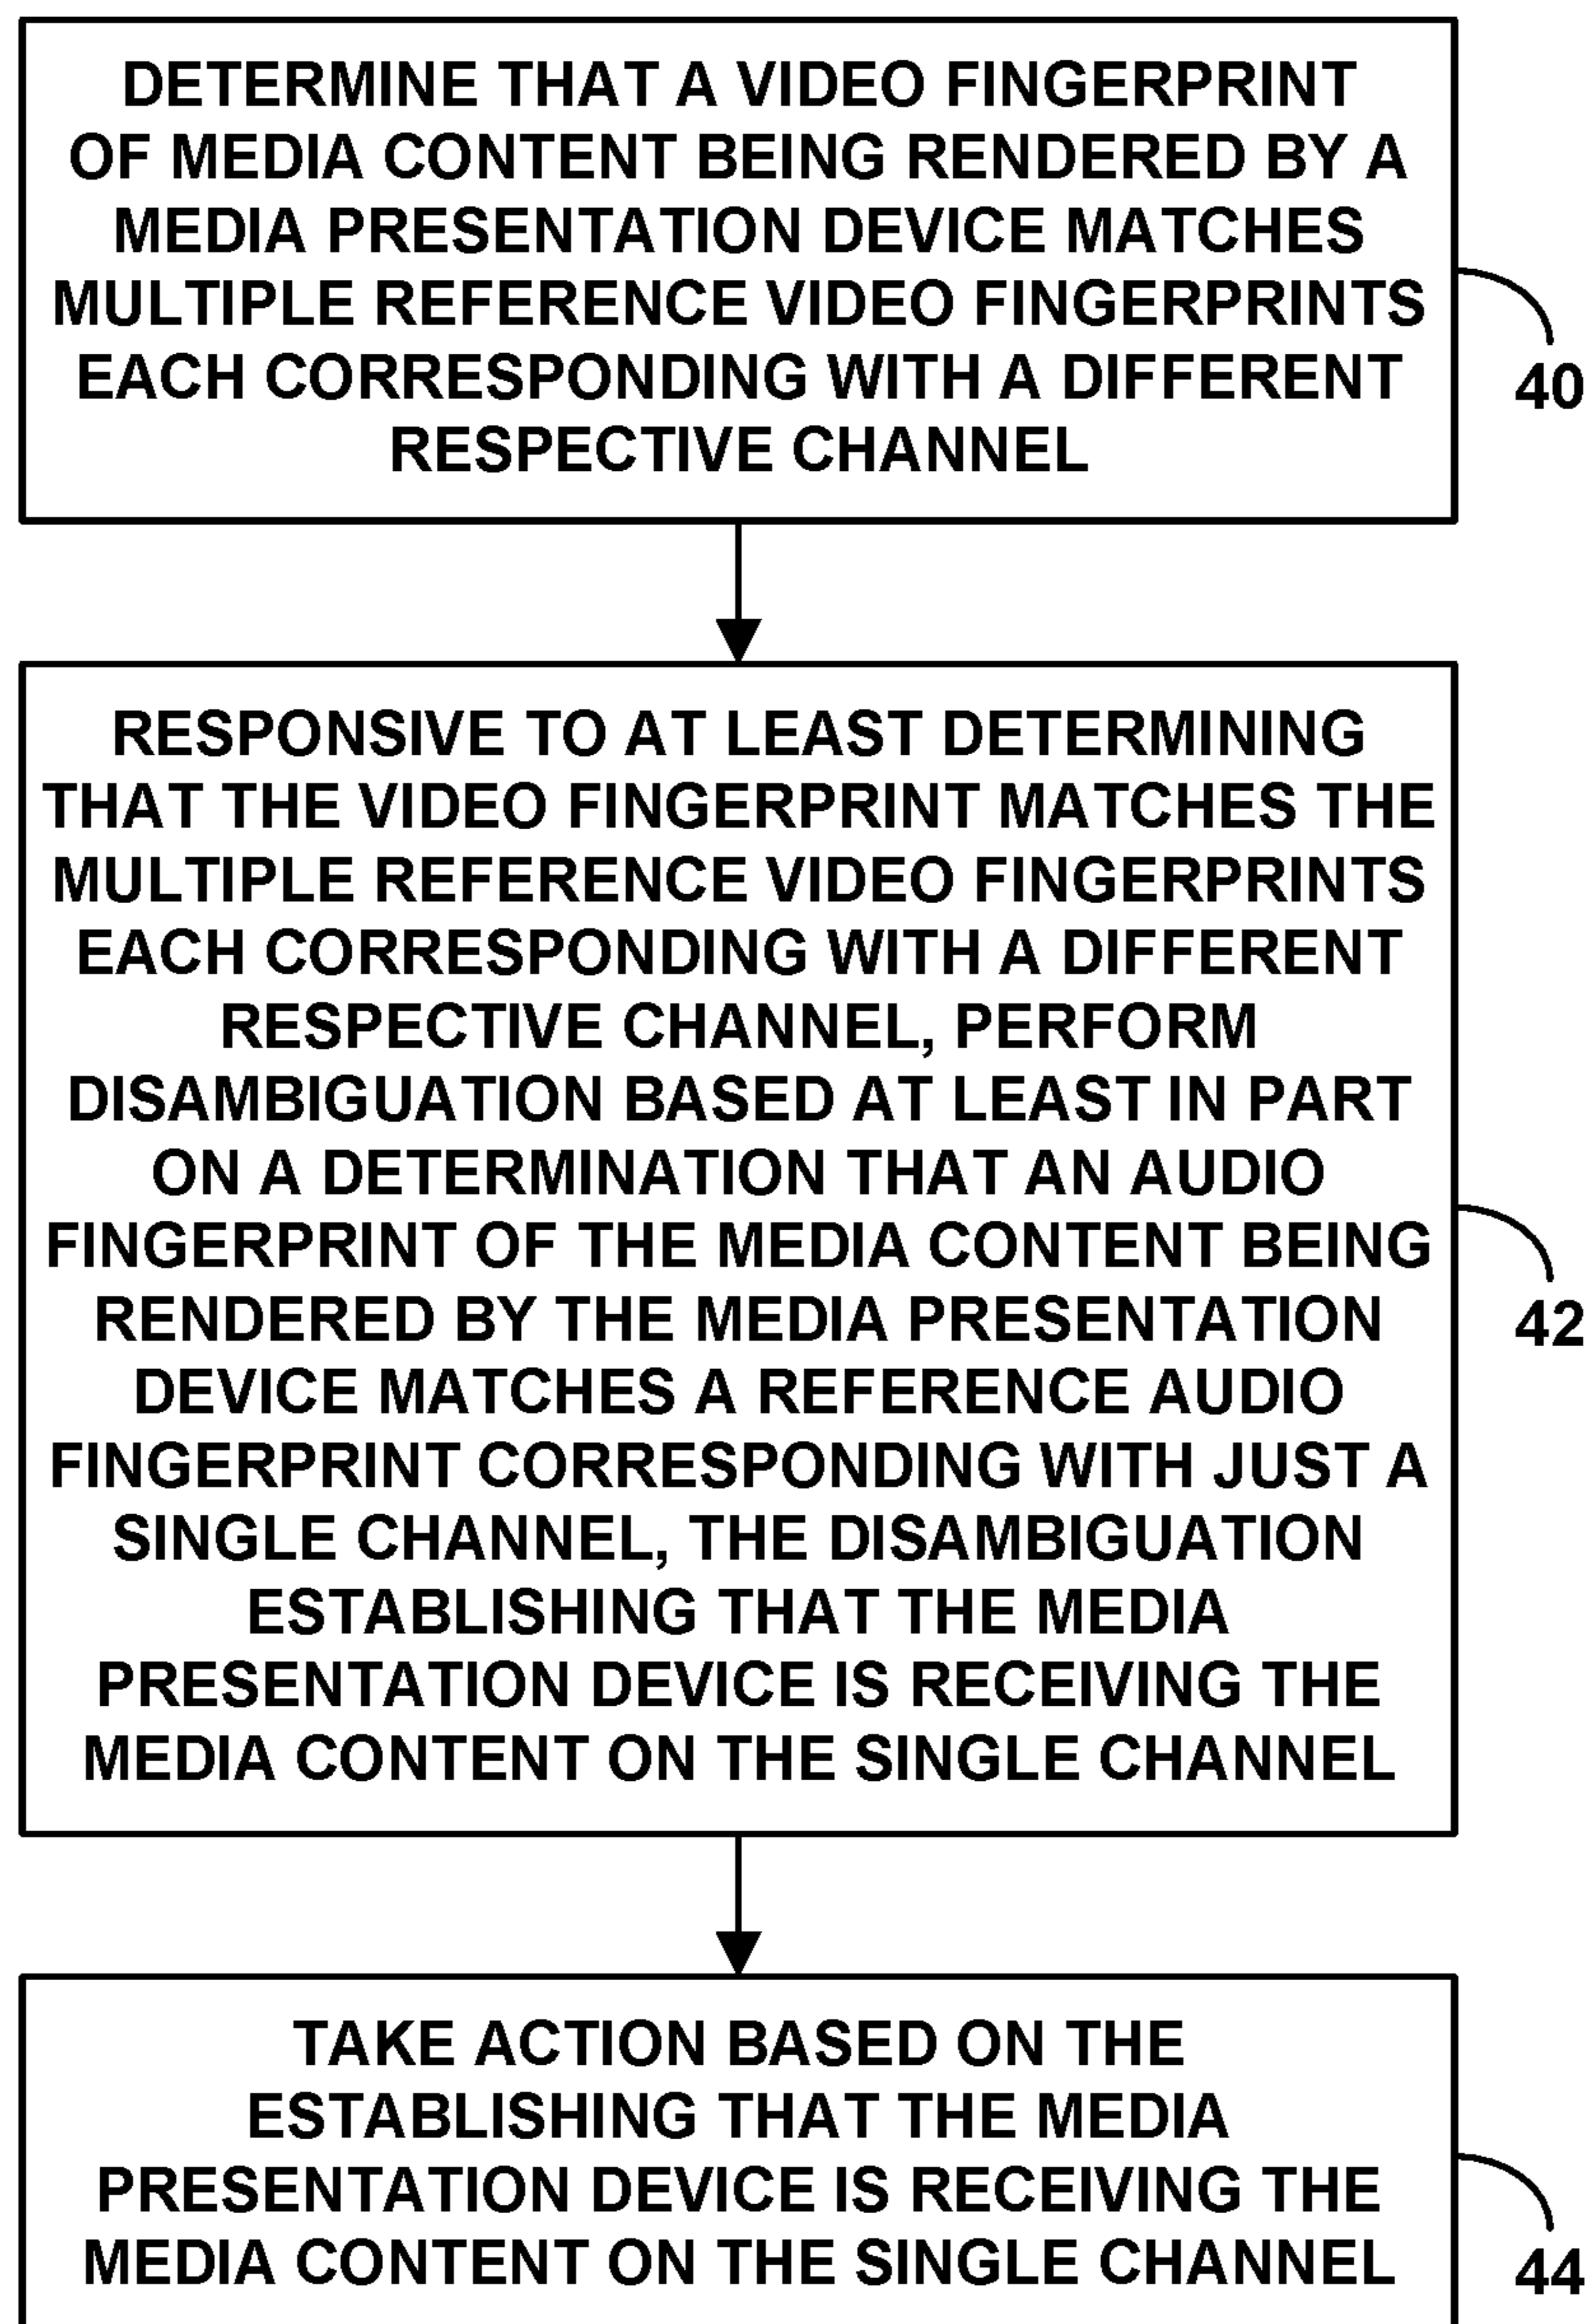 DETERMINE THAT A VIDEO FINGERPRINT
OF MEDIA CONTENT BEING RENDERED BY A
MEDIA PRESENTATION DEVICE MATCHES
MULTIPLE REFERENCE VIDEO FINGERPRINTS
EACH CORRESPONDING WITH A DIFFERENT
RESPECTIVE CHANNEL
40
RESPONSIVE TO AT LEAST DETERMINING
THAT THE VIDEO FINGERPRINT MATCHES THE
MULTIPLE REFERENCE VIDEO FINGERPRINTS
EACH CORRESPONDING WITH A DIFFERENT
RESPECTIVE CHANNEL, PERFORM
DISAMBIGUATION BASED AT LEAST IN PART
ON A DETERMINATION THAT AN AUDIO
FINGERPRINT OF THE MEDIA CONTENT BEING
RENDERED BY THE MEDIA PRESENTATION
DEVICE MATCHES A REFERENCE AUDIO
FINGERPRINT CORRESPONDING WITH JUST A
SINGLE CHANNEL, THE DISAMBIGUATION
ESTABLISHING THAT THE MEDIA
PRESENTATION DEVICE IS RECEIVING THE
MEDIA CONTENT ON THE SINGLE CHANNEL
42
TAKE ACTION BASED ON THE
ESTABLISHING THAT THE MEDIA
PRESENTATION DEVICE IS RECEIVING THE
MEDIA CONTENT ON THE SINGLE CHANNEL
44